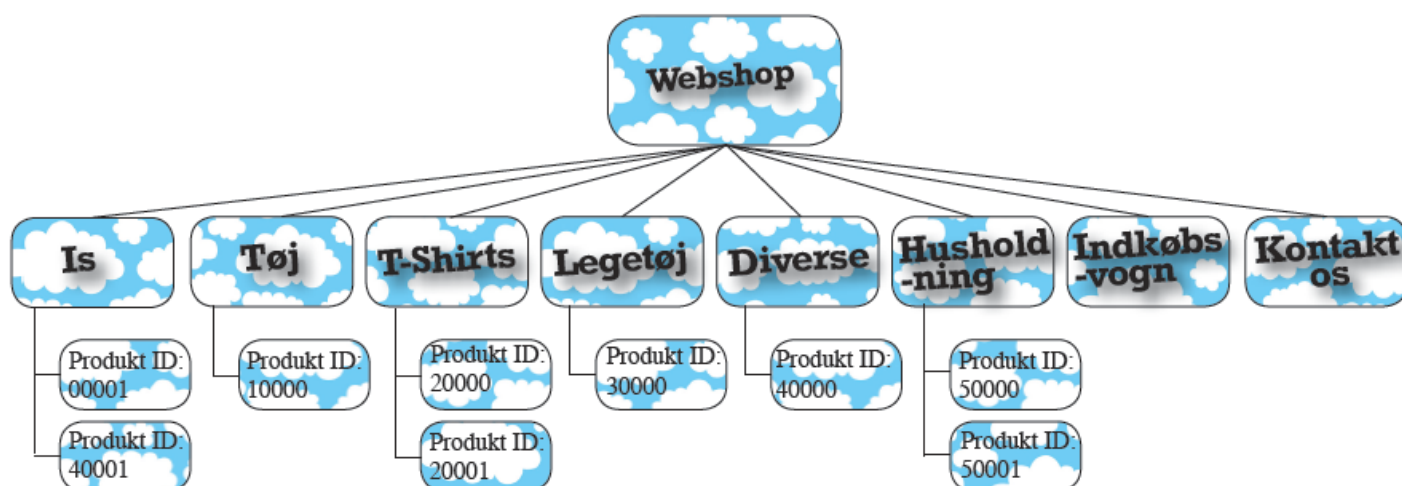 Webshop
Is
Tøj
T-Shirts
Legetøj
Diverse
Hushold
-ning
Indkøbs
-vogn
Kontakt
os
Produkt ID:
00001
Produkt ID:
10000
Produkt ID:
20000
Produkt ID:
30000
Produkt ID:
40000
Produkt ID:
50000
Produkt ID:
40001
Produkt ID:
20001
Produkt ID:
50001